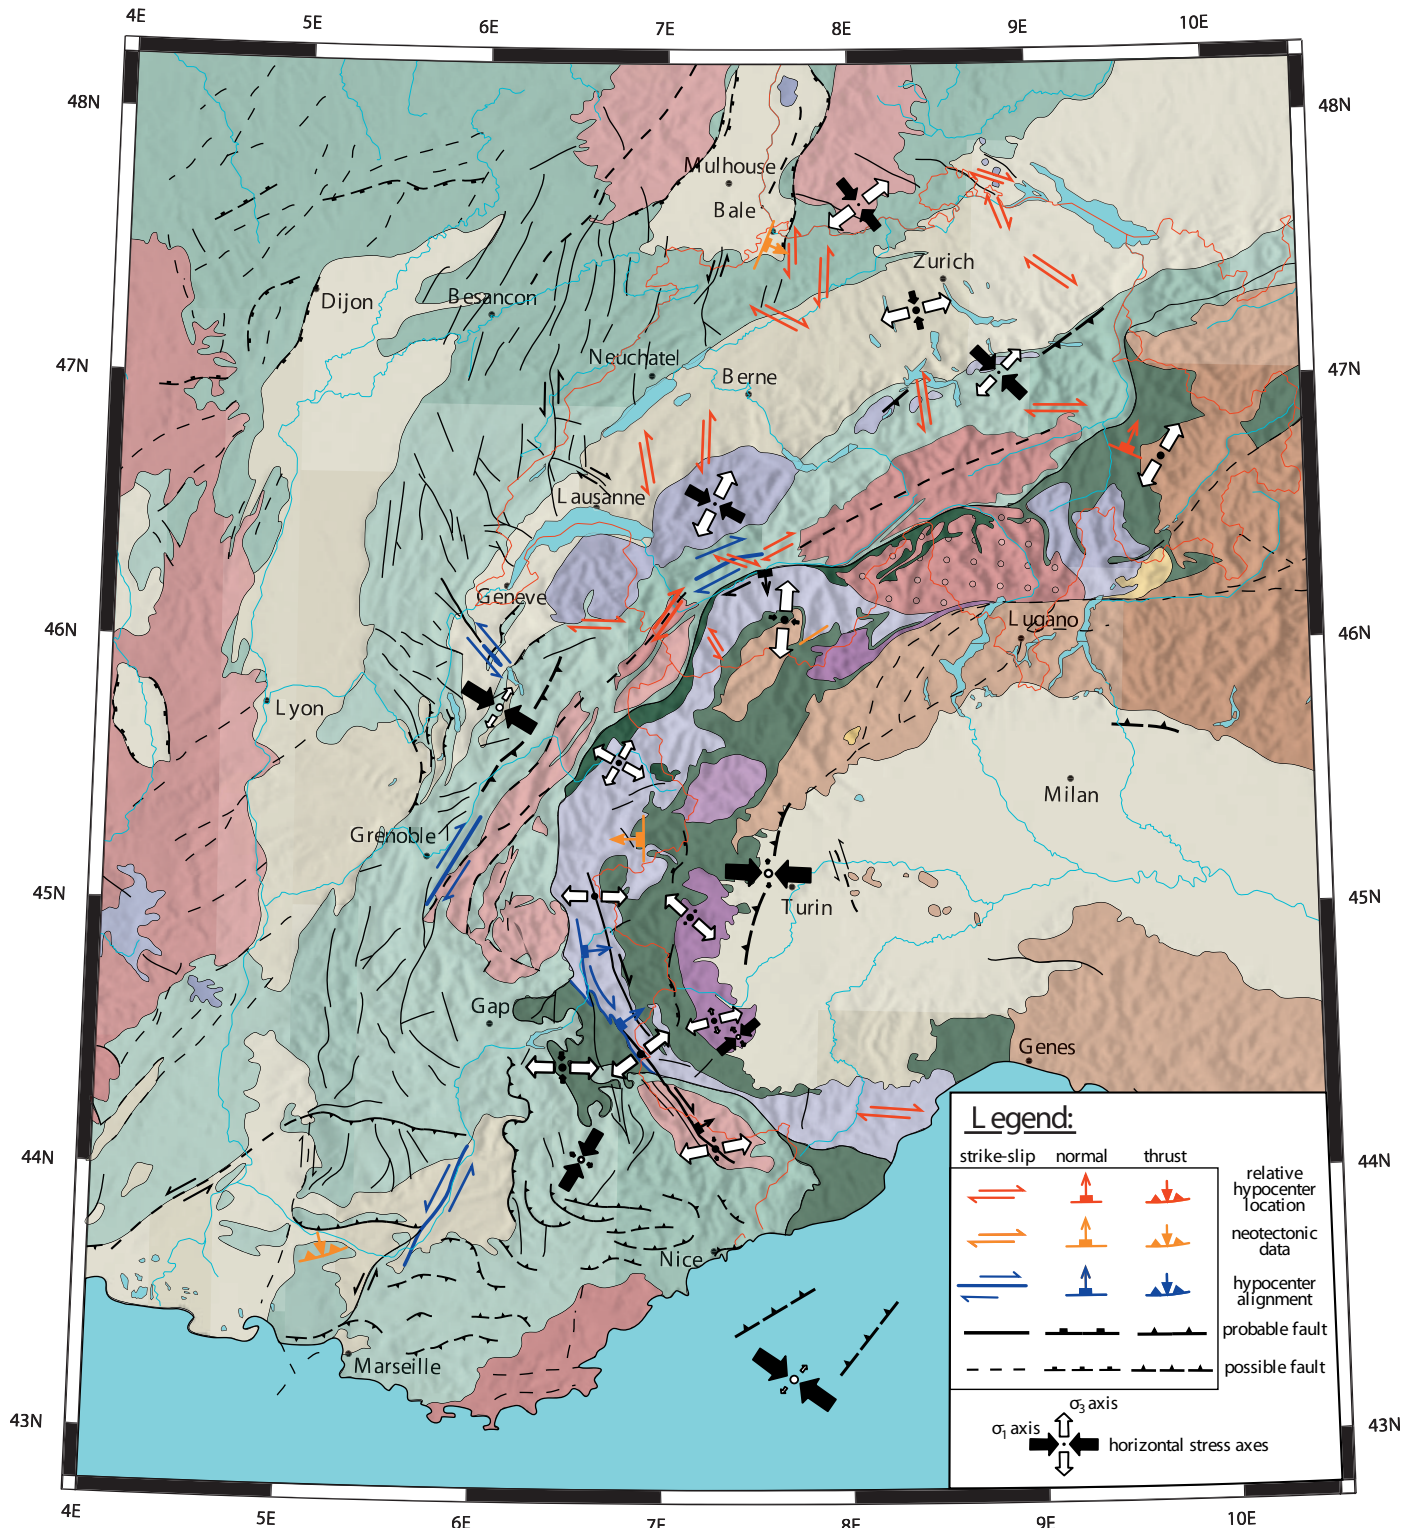 4E
5E
6E
7E
8E
9E
10E
48N
48N
Mulhouse
Bale
Zurich
Dijon
Besancon
47N
47N
Neuchatel
Berne
Lausanne
Geneve
46N
46N
Lugano
Lyon
Milan
Grenoble
45N
45N
Turin
Gap
Genes
44N
44N
Nice
Marseille
43N
43N
4E
5E
6E
7E
8E
9E
10E
Legend:
strike-slip normal thrust
relative
hypocenter
location
neotectonic
data
hypocenter
alignment
probable fault
possible fault
σ3 axis
σ1 axis
horizontal stress axes